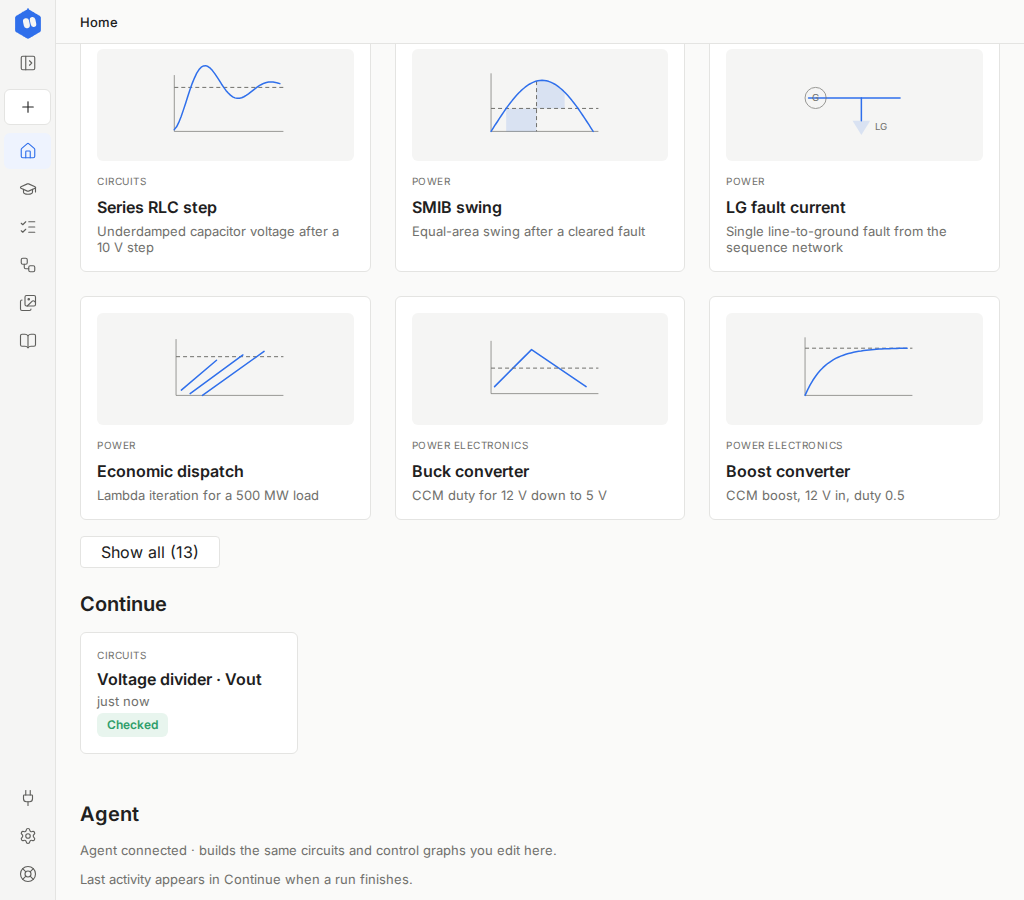 Home
CIRCUITS
Series RLC step
Underdamped capacitor voltage after a
10 V step
POWER
SMIB swing
Equal-area swing after a cleared fault
G
LG
POWER
LG fault current
Single line-to-ground fault from the
sequence network
POWER
Economic dispatch
Lambda iteration for a 500 MW load
POWER ELECTRONICS
Buck converter
CCM duty for 12 V down to 5 V
POWER ELECTRONICS
Boost converter
CCM boost, 12 V in, duty 0.5
Show all (13)
Continue
CIRCUITS
Voltage divider · Vout
just now
Checked
Agent
Agent connected · builds the same circuits and control graphs you edit here.
Last activity appears in Continue when a run finishes.